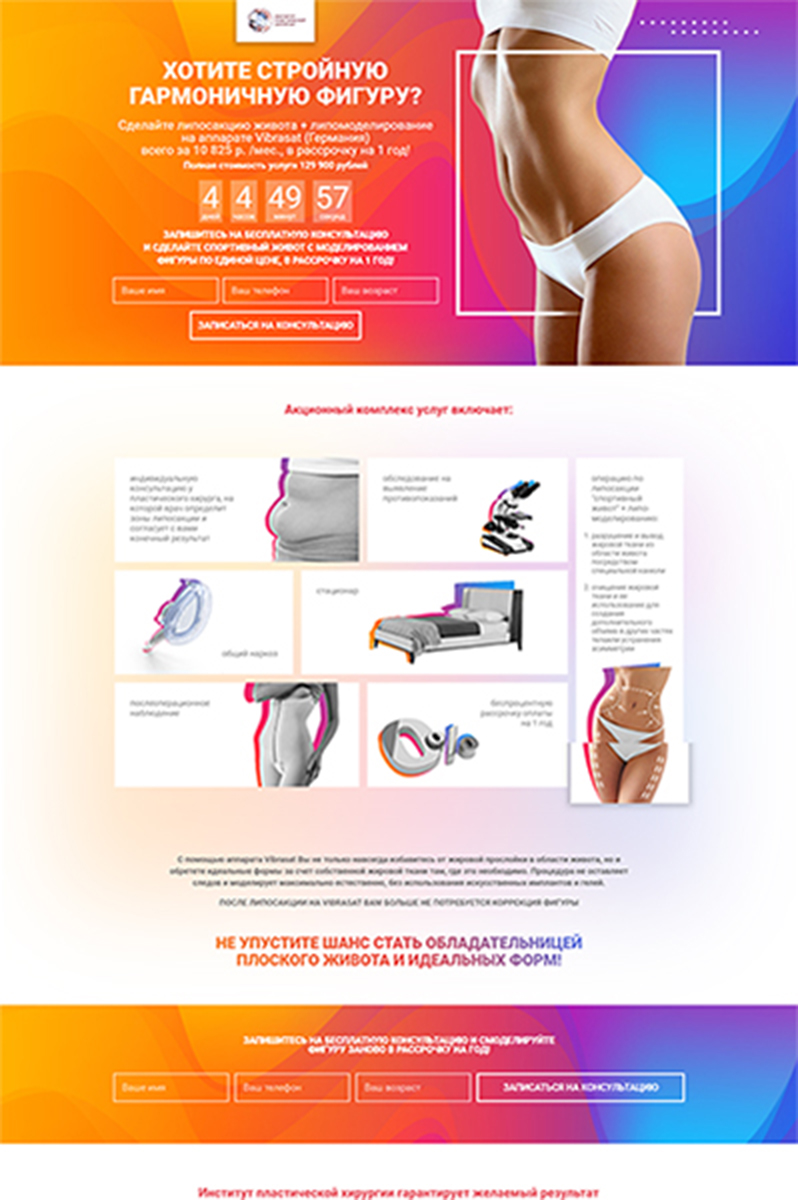 ИНСТИТУТ
ПЛАСТИЧЕСКОЙ
ХИРУРГИИ
ХОТИТЕ СТРОЙНУЮ
ГАРМОНИЧНУЮ ФИГУРУ?
Сделайте липосакцию живота + липомоделирование
на аппарате Vibrasat (Германия)
всего за 10 825 р. /мес., в рассрочку на 1 год!
Полная стоимость услуги 129 900 рублей
4 4 49 57
дней часов минут секунд
ЗАПИШИТЕСЬ НА БЕСПЛАТНУЮ КОНСУЛЬТАЦИЮ
И СДЕЛАЙТЕ СПОРТИВНЫЙ ЖИВОТ С МОДЕЛИРОВАНИЕМ
ФИГУРЫ ПО ЕДИНОЙ ЦЕНЕ, В РАССРОЧКУ НА 1 ГОД!
Ваше имя Ваш телефон Ваш возраст
ЗАПИСАТЬСЯ НА КОНСУЛЬТАЦИЮ
Акционный комплекс услуг включает:
индивидуальную
консультацию у
пластического хирурга, на
которой врач определит
зоны липосакции и
согласует с вами
конечный результат
обследование на
выявление
противопоказаний
операцию по
липосакции
"спортивный
живот" + липо-
моделированию:
1. разрушение и вывод
жировой ткани из
области живота
посредством
специальной канюли
2. очищение жировой
ткани и ее
использование для
создания
дополнительного
объема в других частях
тела или устранения
асимметрии
общий наркоз
стационар
послеоперационное
наблюдение
беспроцентную
рассрочку оплаты
на 1 год
С помощью аппарата Vibrasat Вы не только навсегда избавитесь от жировой прослойки в области живота, но и
обретете идеальные формы за счет собственной жировой ткани там, где это необходимо. Процедура не оставляет
следов и моделирует максимально естественно, без использования искусственных имплантов и гелей.
ПОСЛЕ ЛИПОСАКЦИИ НА VIBRASAT ВАМ БОЛЬШЕ НЕ ПОТРЕБУЕТСЯ КОРРЕКЦИЯ ФИГУРЫ
НЕ УПУСТИТЕ ШАНС СТАТЬ ОБЛАДАТЕЛЬНИЦЕЙ
ПЛОСКОГО ЖИВОТА И ИДЕАЛЬНЫХ ФОРМ!
ЗАПИШИТЕСЬ НА БЕСПЛАТНУЮ КОНСУЛЬТАЦИЮ И СМОДЕЛИРУЙТЕ
ФИГУРУ ЗАНОВО В РАССРОЧКУ НА ГОД!
Ваше имя Ваш телефон Ваш возраст ЗАПИСАТЬСЯ НА КОНСУЛЬТАЦИЮ
Институт пластической хирургии гарантирует желаемый результат